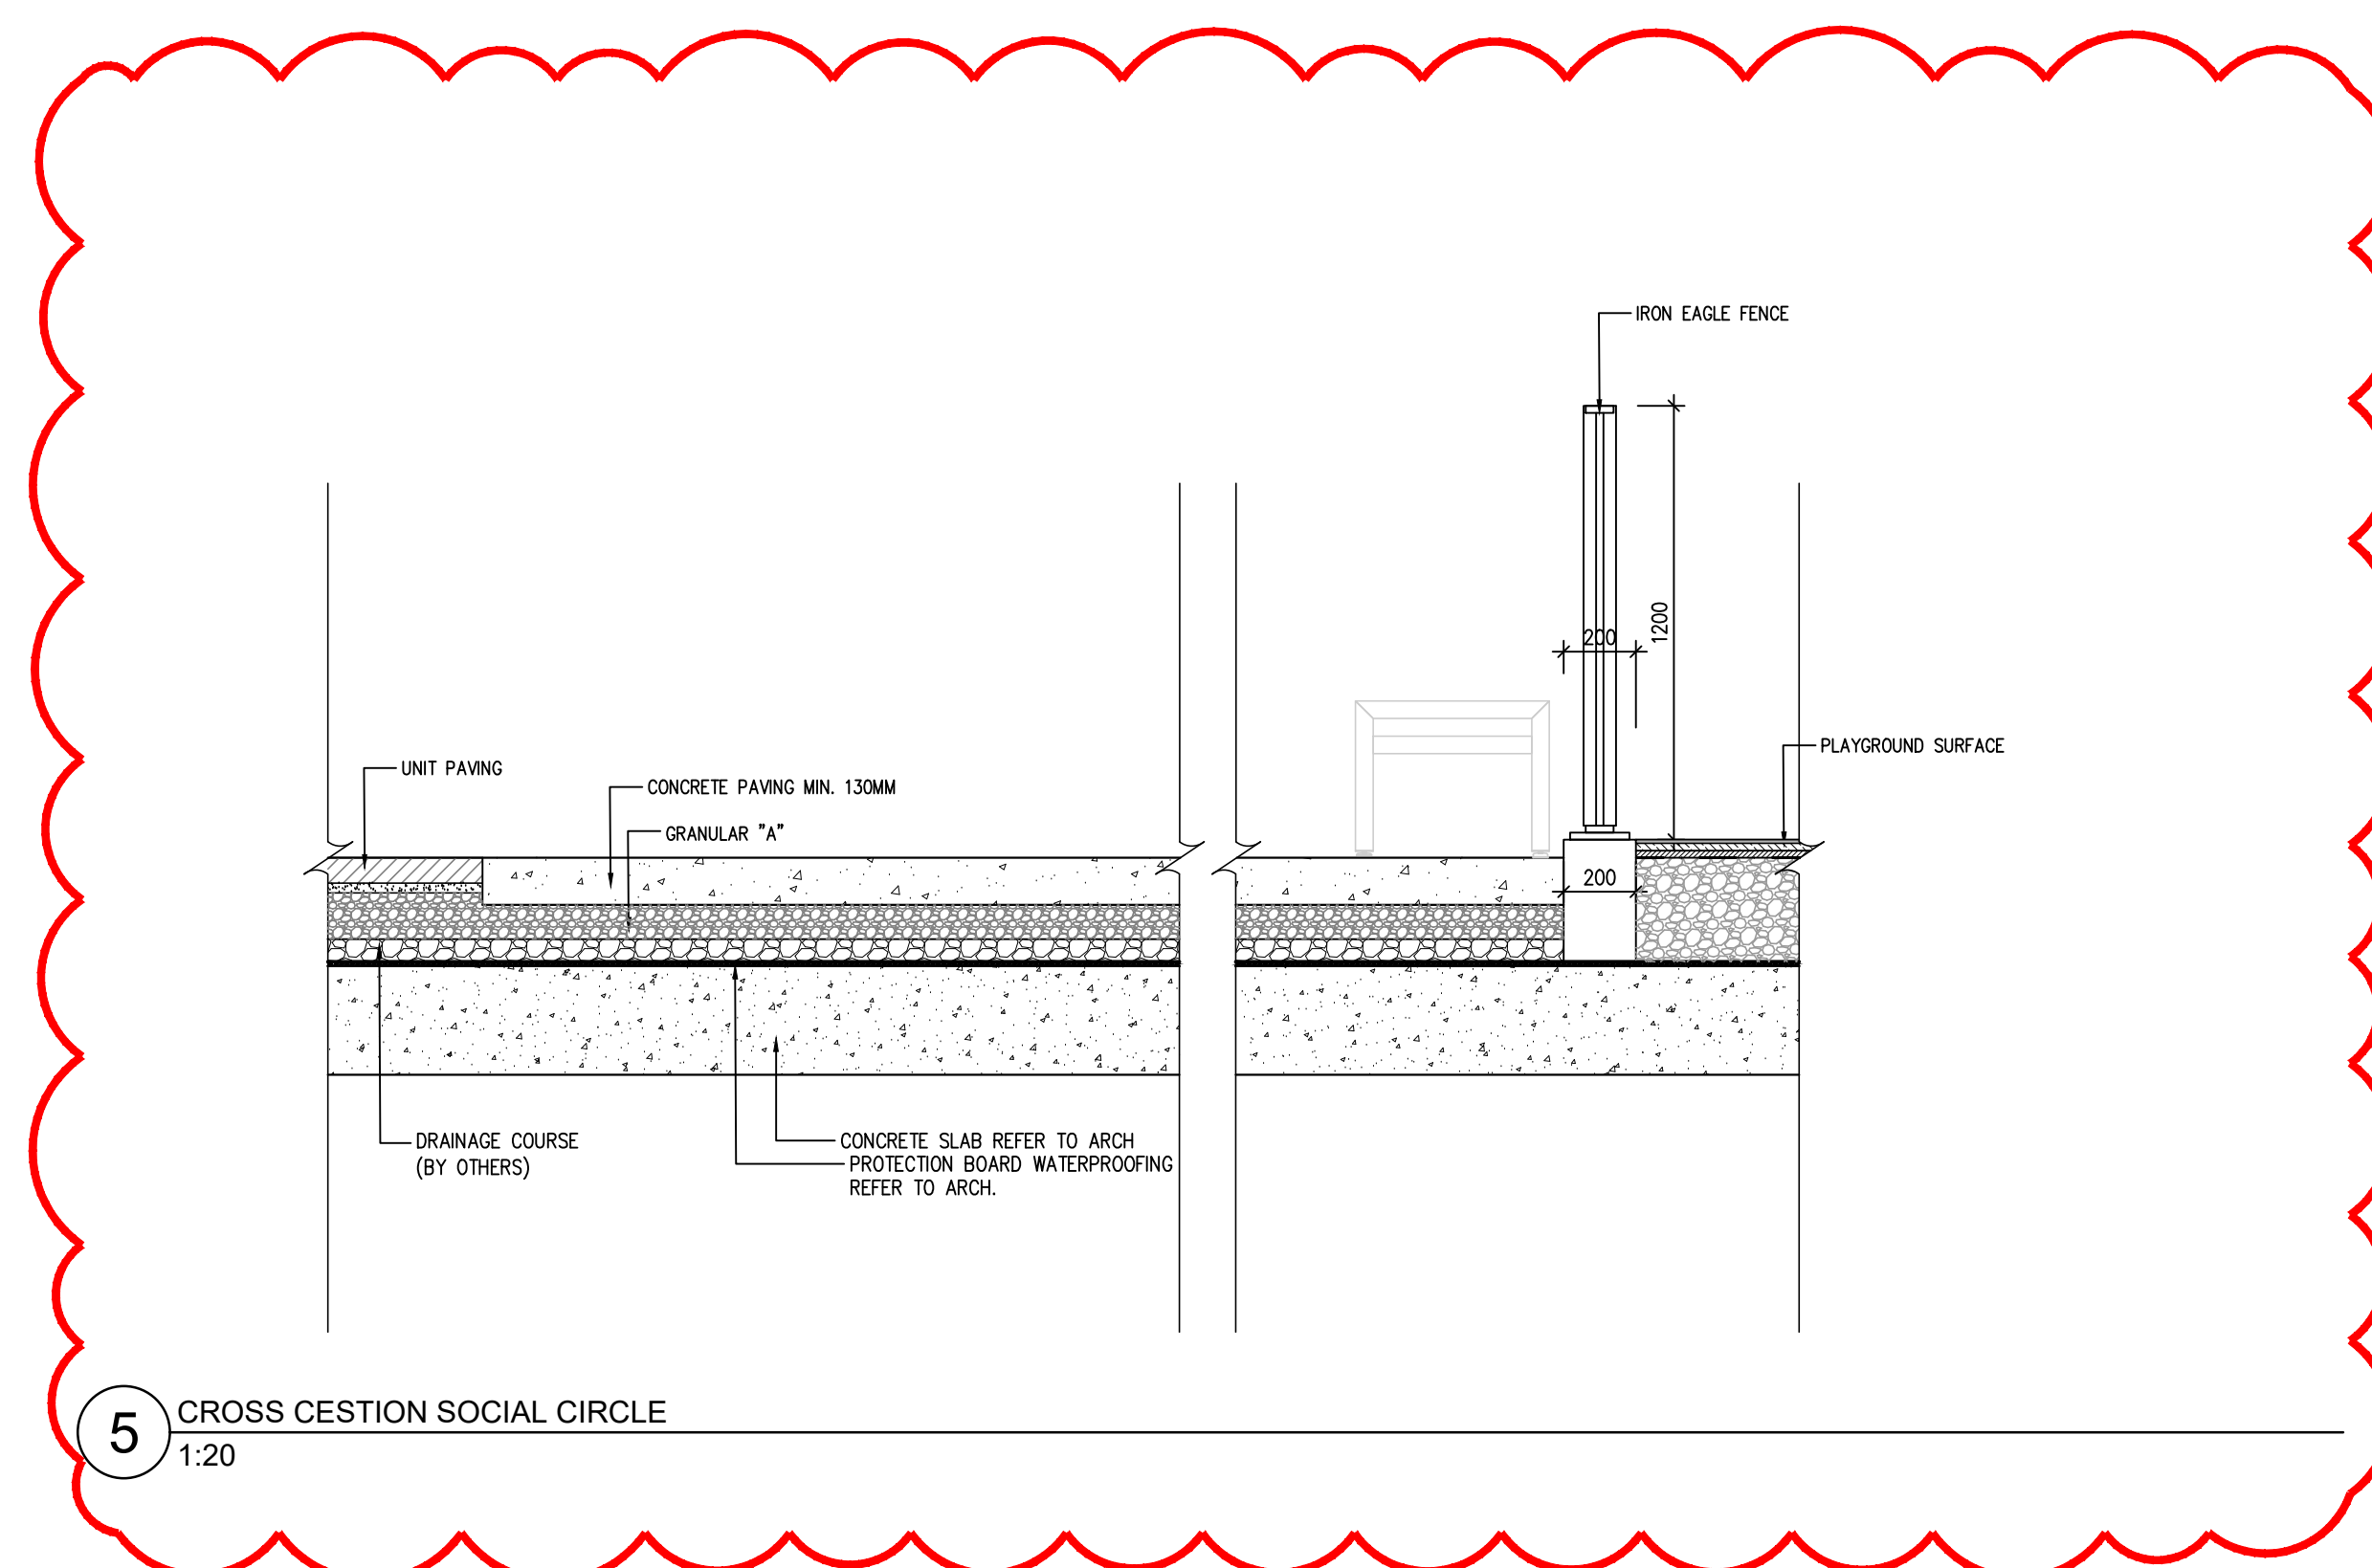 IRON EAGLE FENCE
1200
200
PLAYGROUND SURFACE
UNIT PAVING
CONCRETE PAVING MIN. 130MM
GRANULAR "A"
200
DRAINAGE COURSE
(BY OTHERS)
CONCRETE SLAB REFER TO ARCH
PROTECTION BOARD WATERPROOFING
REFER TO ARCH.
5
CROSS CESTION SOCIAL CIRCLE
1:20